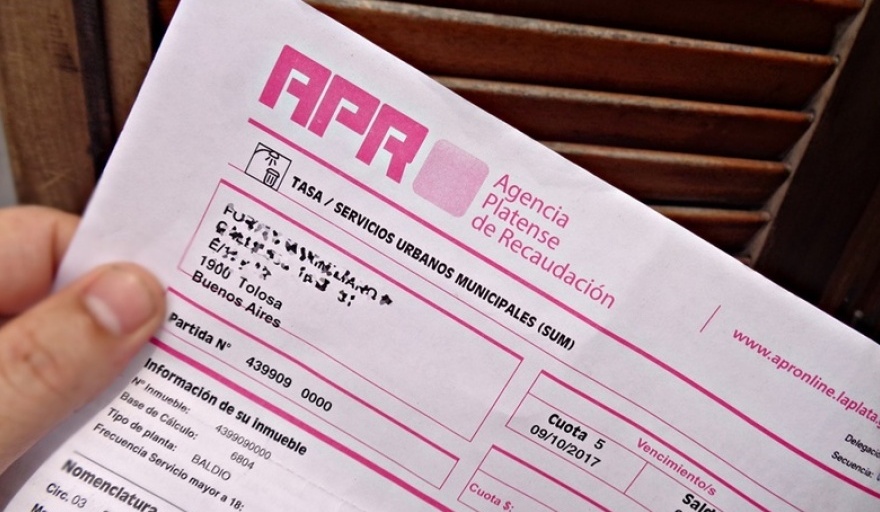 APR
Agencia
Platense
de Recaudación
www.apronline.laplata.
TASA / SERVICIOS URBANOS MUNICIPALES (SUM)
1900 Tolosa
Buenos Aires
Partida N° 439909 0000
Cuota 5
09/10/2017
Vencimiento/s
Cuota $:
Información de su inmueble
N° Inmueble: 4399090000
Base de Cálculo: 6804
Tipo de planta: BALDIO
Frecuencia Servicio mayor a 18:
Nomenclatura
Circ. 03